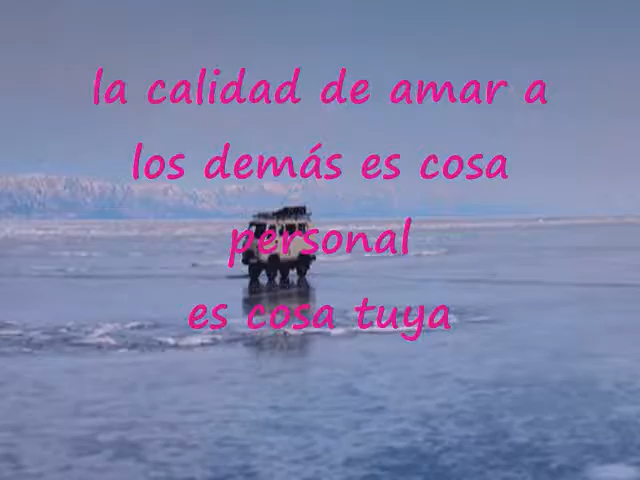 la calidad de amar a
los demás es cosa
personal
es cosa tuya